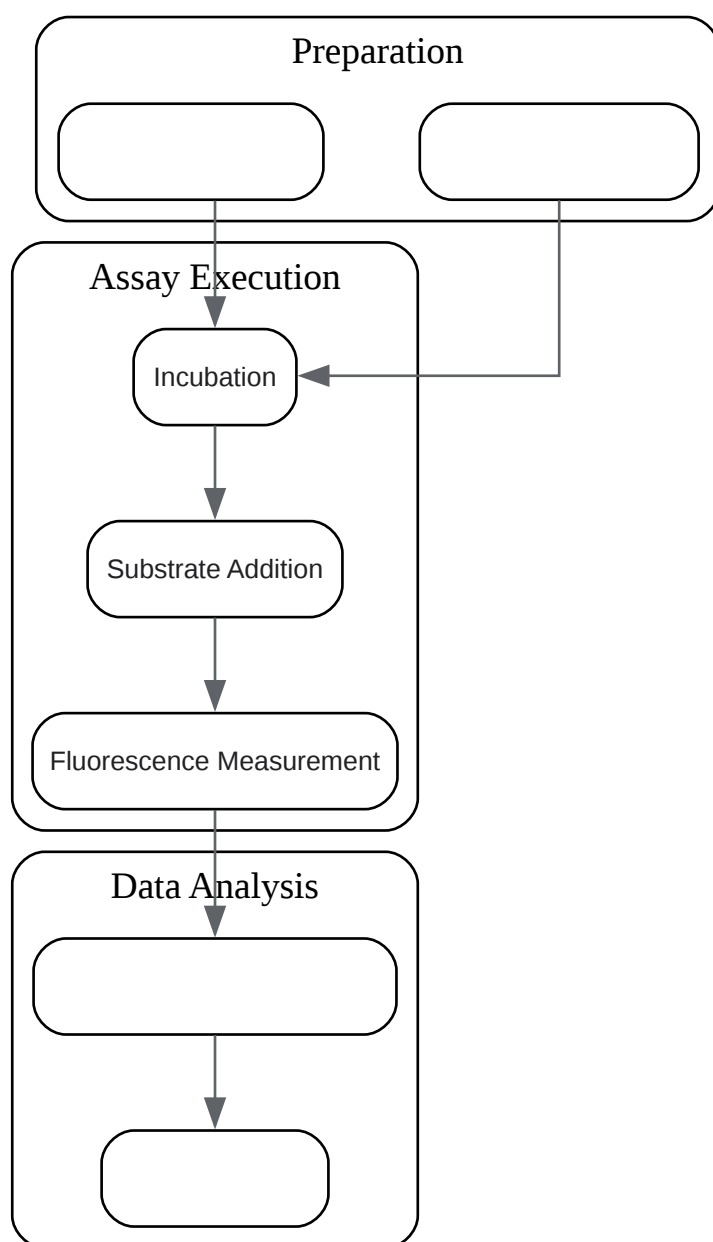 Preparation
Assay Execution
Incubation
Substrate Addition
Fluorescence Measurement
Data Analysis